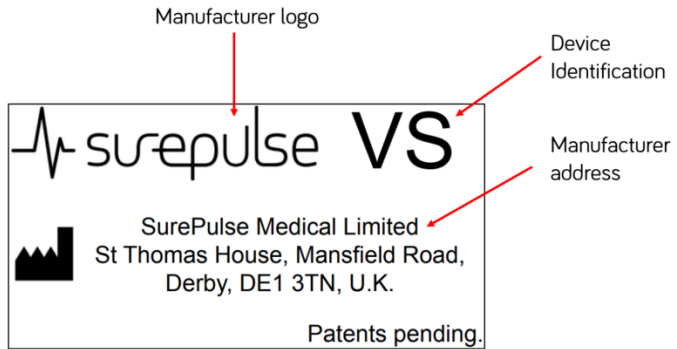 Manufacturer logo
Device
Identification
surepulse VS
Manufacturer
address
SurePulse Medical Limited
St Thomas House, Mansfield Road,
Derby, DE1 3TN, U.K.
Patents pending.